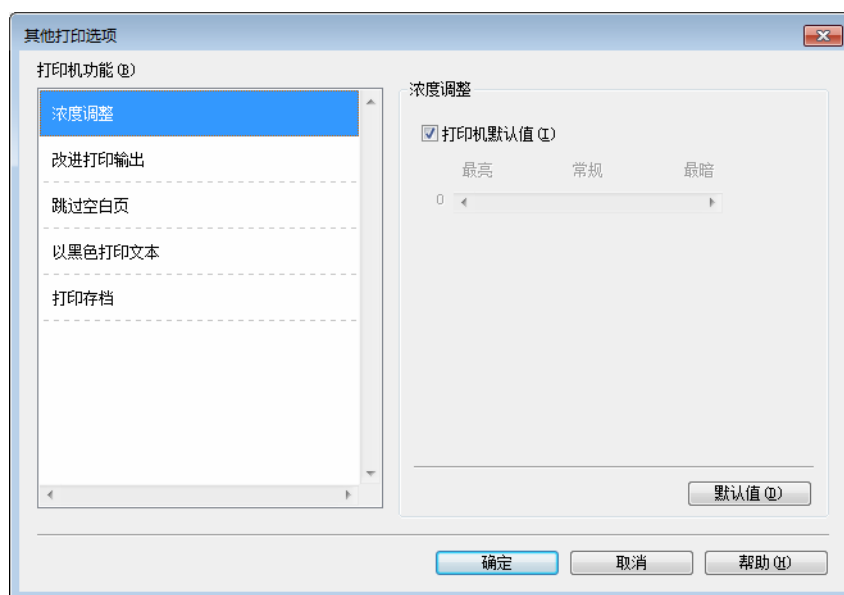 其他打印选项
打印机功能(B)
浓度调整
改进打印输出
跳过空白页
以黑色打印文本
打印存档
浓度调整
打印机默认值(I)
最亮 常规 最暗
0
默认值(D)
确定 取消 帮助(H)